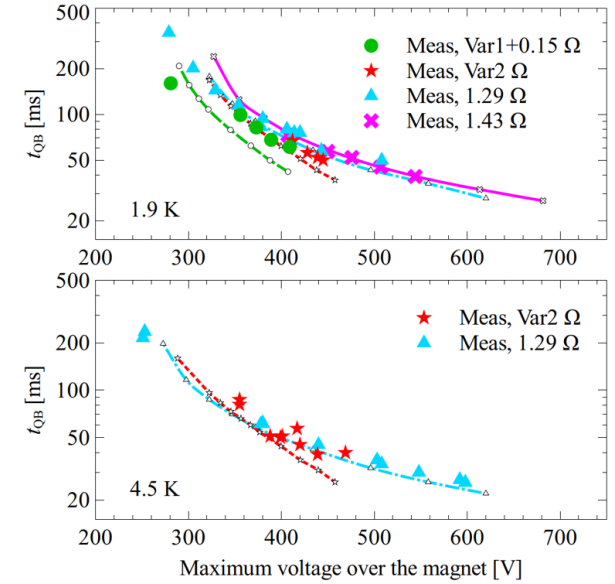 500
200
100
50
20
tQB [ms]
Meas, Var1+0.15 Ω
Meas, Var2 Ω
Meas, 1.29 Ω
Meas, 1.43 Ω
1.9 K
200 300 400 500 600 700
500
200
100
50
20
tQB [ms]
Meas, Var2 Ω
Meas, 1.29 Ω
4.5 K
200 300 400 500 600 700
Maximum voltage over the magnet [V]